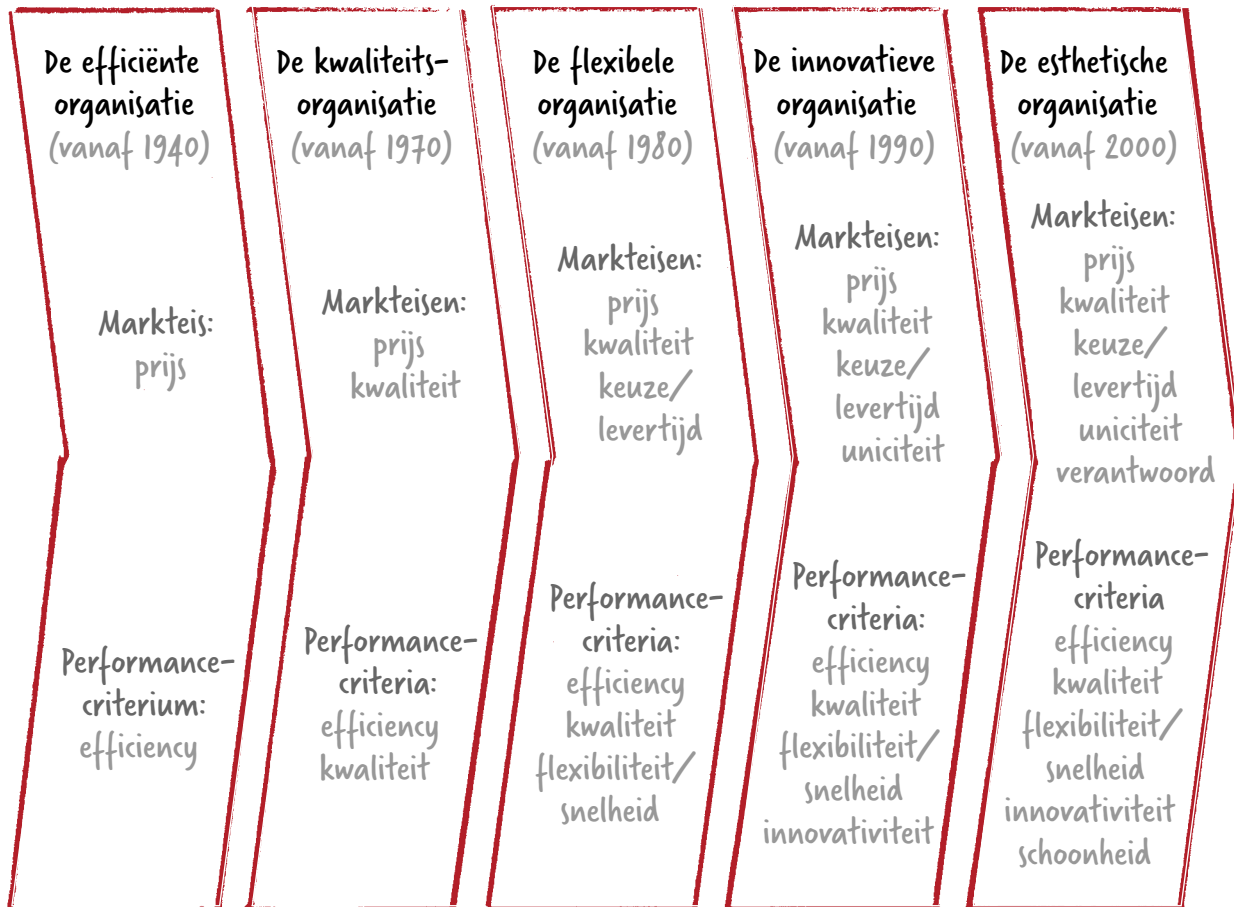 De efficiënte
organisatie
(vanaf 1940)
Markteis:
prijs
Performance-
criterium:
efficiency
De kwaliteits-
organisatie
(vanaf 1970)
Markteisen:
prijs
kwaliteit
Performance-
criteria:
efficiency
kwaliteit
De flexibele
organisatie
(vanaf 1980)
Markteisen:
prijs
kwaliteit
keuze/
levertijd
Performance-
criteria:
efficiency
kwaliteit
flexibiliteit/
snelheid
De innovatieve
organisatie
(vanaf 1990)
Markteisen:
prijs
kwaliteit
keuze/
levertijd
uniciteit
Performance-
criteria:
efficiency
kwaliteit
flexibiliteit/
snelheid
innovativiteit
De esthetische
organisatie
(vanaf 2000)
Markteisen:
prijs
kwaliteit
keuze/
levertijd
uniciteit
verantwoord
Performance-
criteria
efficiency
kwaliteit
flexibiliteit/
snelheid
innovativiteit
schoonheid